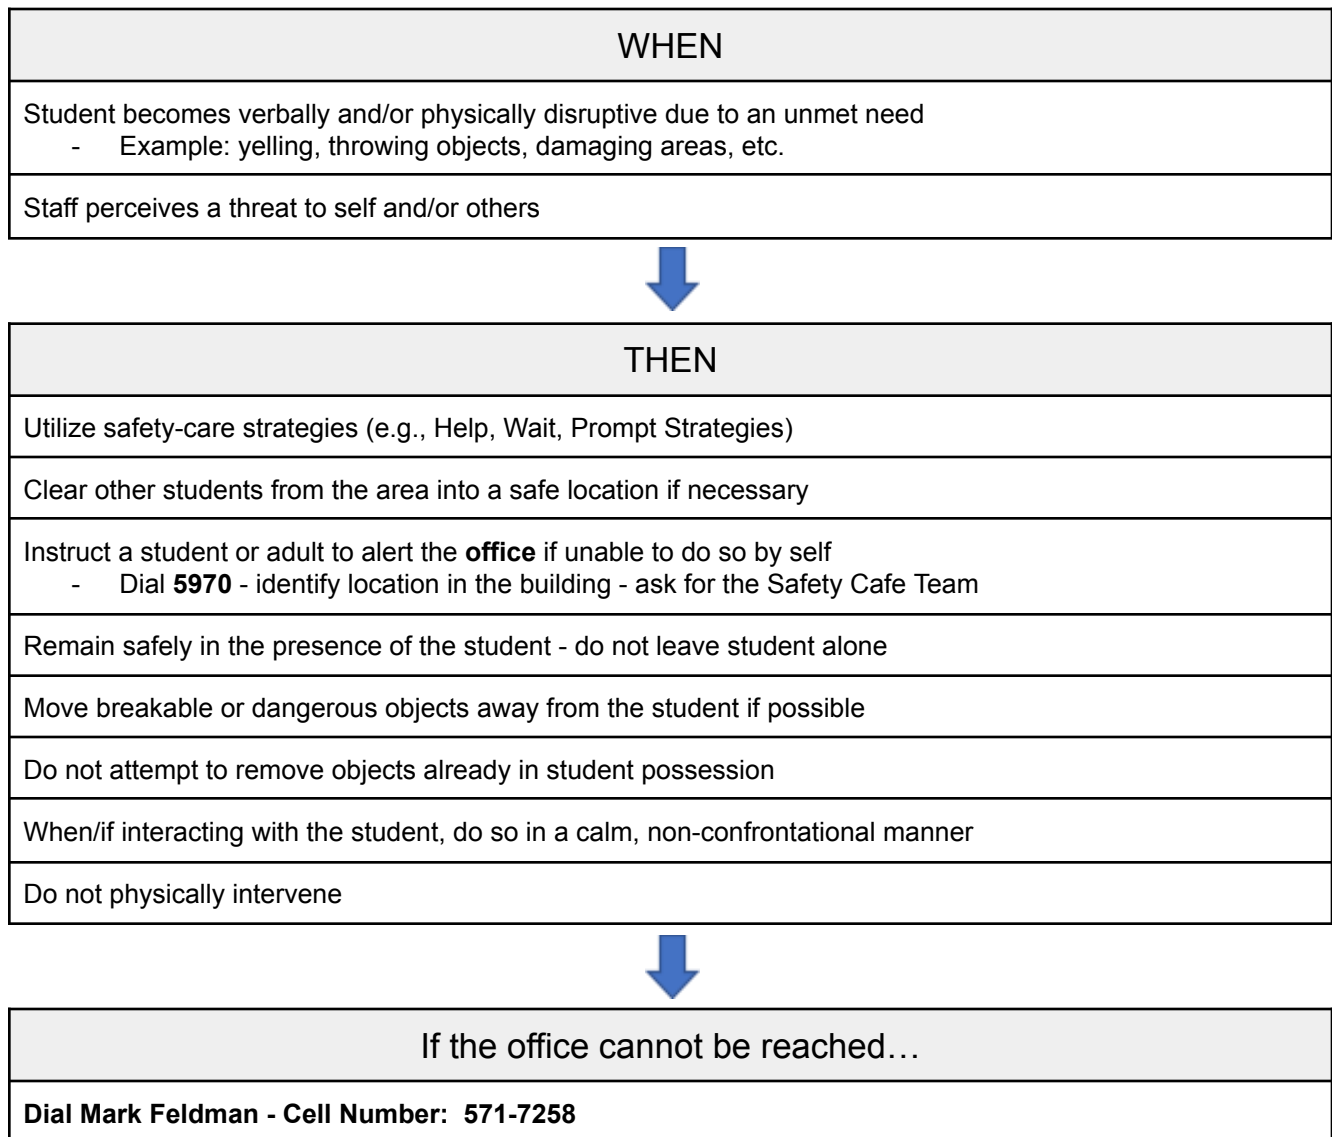 WHEN
Student becomes verbally and/or physically disruptive due to an unmet need
- Example: yelling, throwing objects, damaging areas, etc.
Staff perceives a threat to self and/or others
THEN
Utilize safety-care strategies (e.g., Help, Wait, Prompt Strategies)
Clear other students from the area into a safe location if necessary
Instruct a student or adult to alert the office if unable to do so by self
- Dial 5970 - identify location in the building - ask for the Safety Cafe Team
Remain safely in the presence of the student - do not leave student alone
Move breakable or dangerous objects away from the student if possible
Do not attempt to remove objects already in student possession
When/if interacting with the student, do so in a calm, non-confrontational manner
Do not physically intervene
If the office cannot be reached…
Dial Mark Feldman - Cell Number: 571-7258